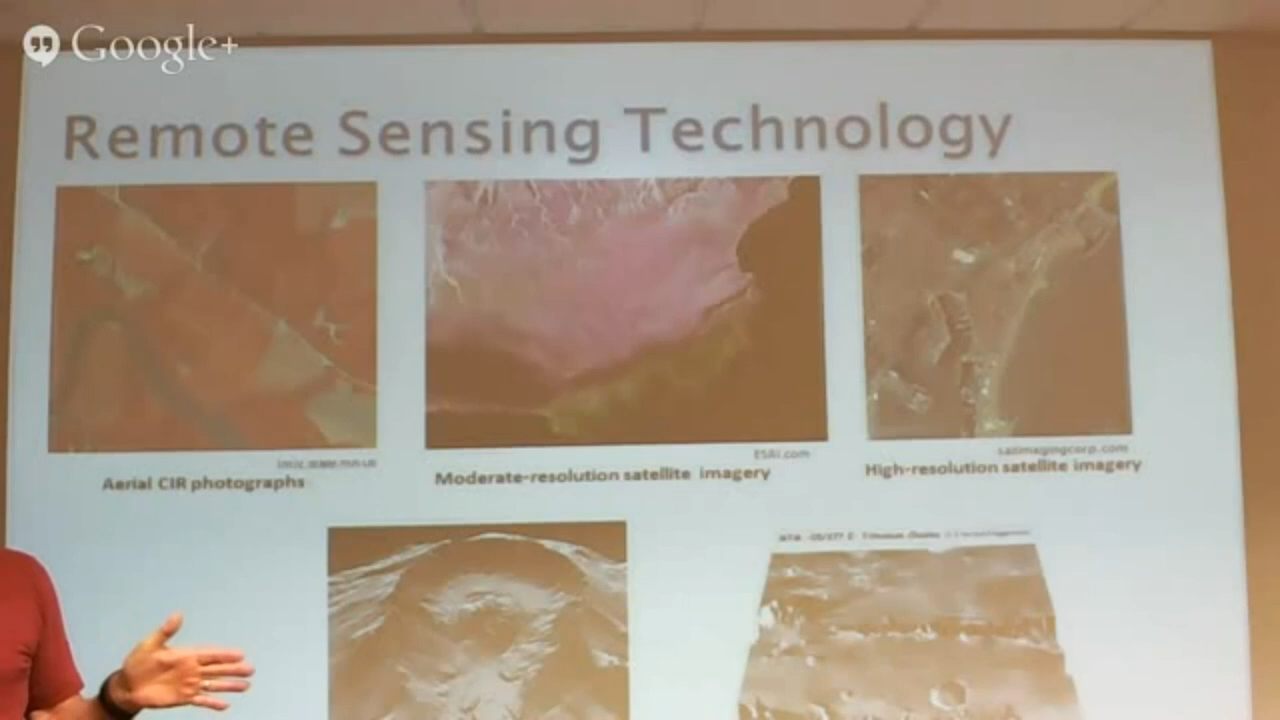 Google+
Remote Sensing Technology
ESRI.com
satimagingcorp.com
Aerial CIR photographs
Moderate-resolution satellite imagery
High-resolution satellite imagery